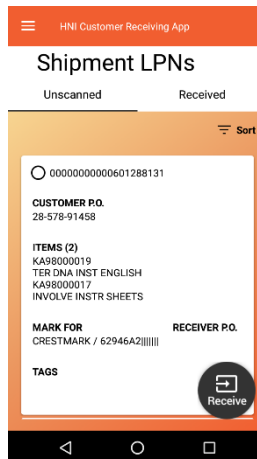 HNI Customer Receiving App
Shipment LPNs
Unscanned Received
Sort
00000000000601288131
CUSTOMER P.O.
28-578-91458
ITEMS (2)
KA98000019
TER DNA INST ENGLISH
KA98000017
INVOLVE INSTR SHEETS
MARK FOR RECEIVER P.O.
CRESTMARK / 62946A2|||||||
TAGS
Receive